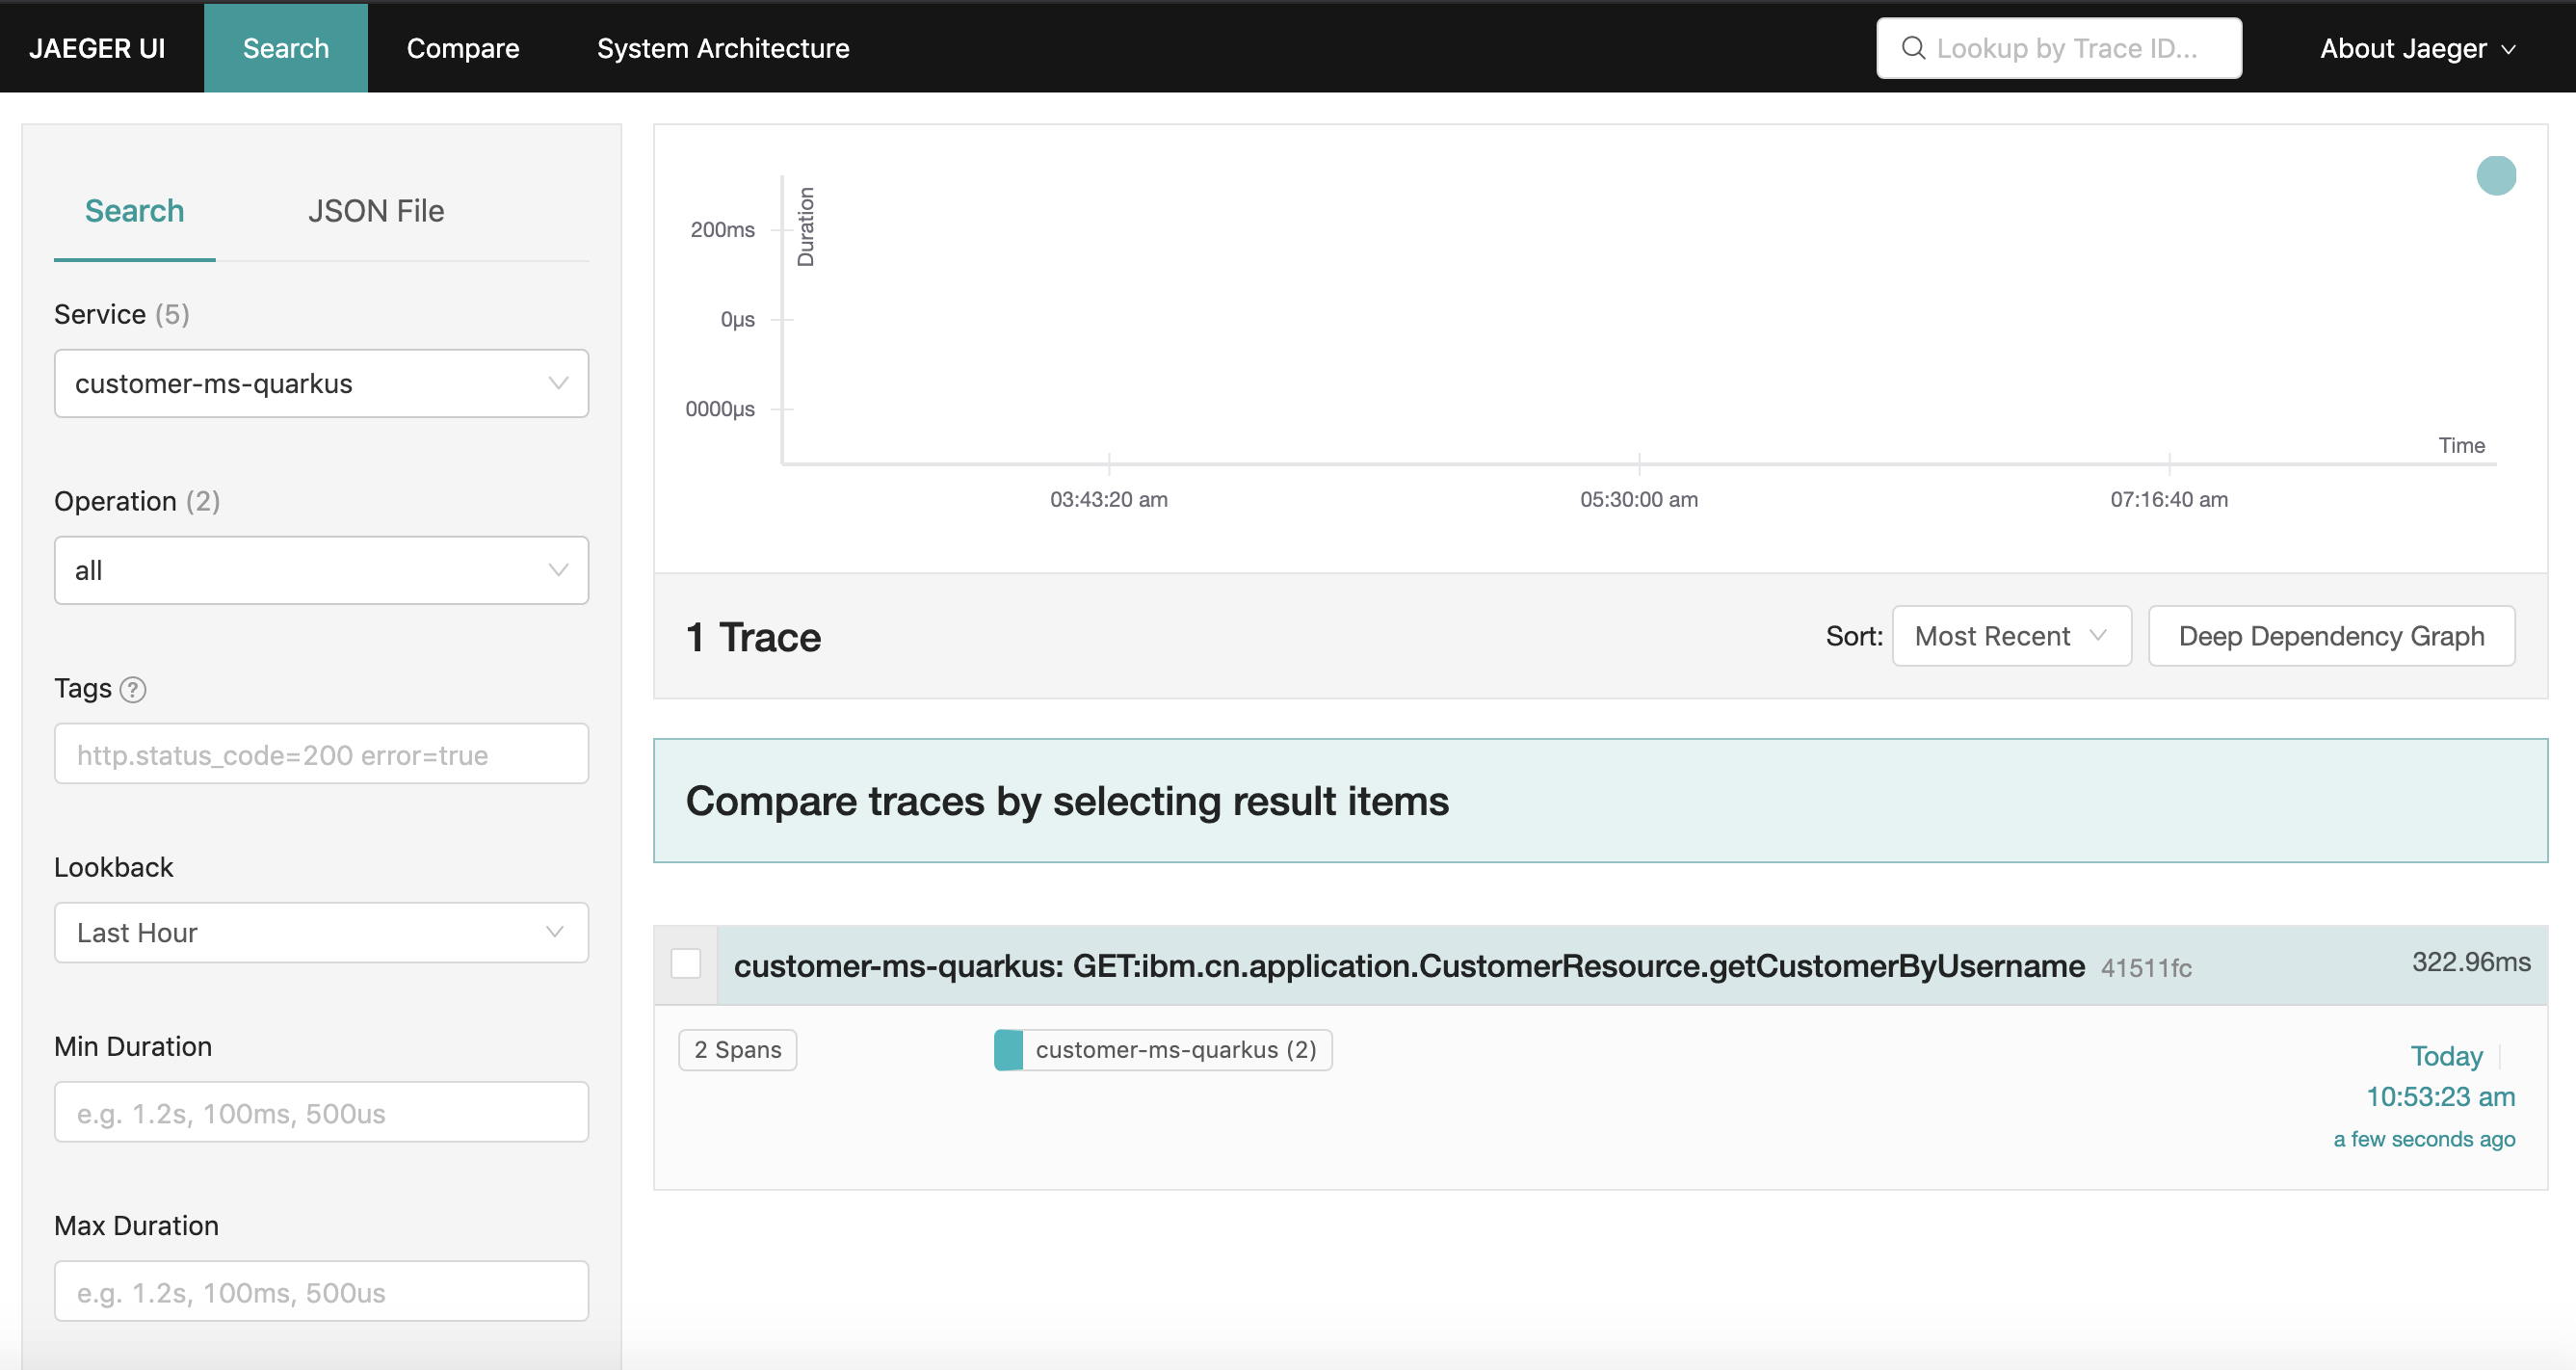 JAEGER UI Search Compare System Architecture Lookup by Trace ID... About Jaeger
Search JSON File
Service (5)
customer-ms-quarkus
Operation (2)
all
Tags ?
http.status_code=200 error=true
Lookback
Last Hour
Min Duration
e.g. 1.2s, 100ms, 500us
Max Duration
e.g. 1.2s, 100ms, 500us
Duration
200ms
0μs
0000μs
Time
03:43:20 am 05:30:00 am 07:16:40 am
1 Trace Sort: Most Recent Deep Dependency Graph
Compare traces by selecting result items
customer-ms-quarkus: GET:ibm.cn.application.CustomerResource.getCustomerByUsername 41511fc 322.96ms
2 Spans customer-ms-quarkus (2) Today
10:53:23 am
a few seconds ago